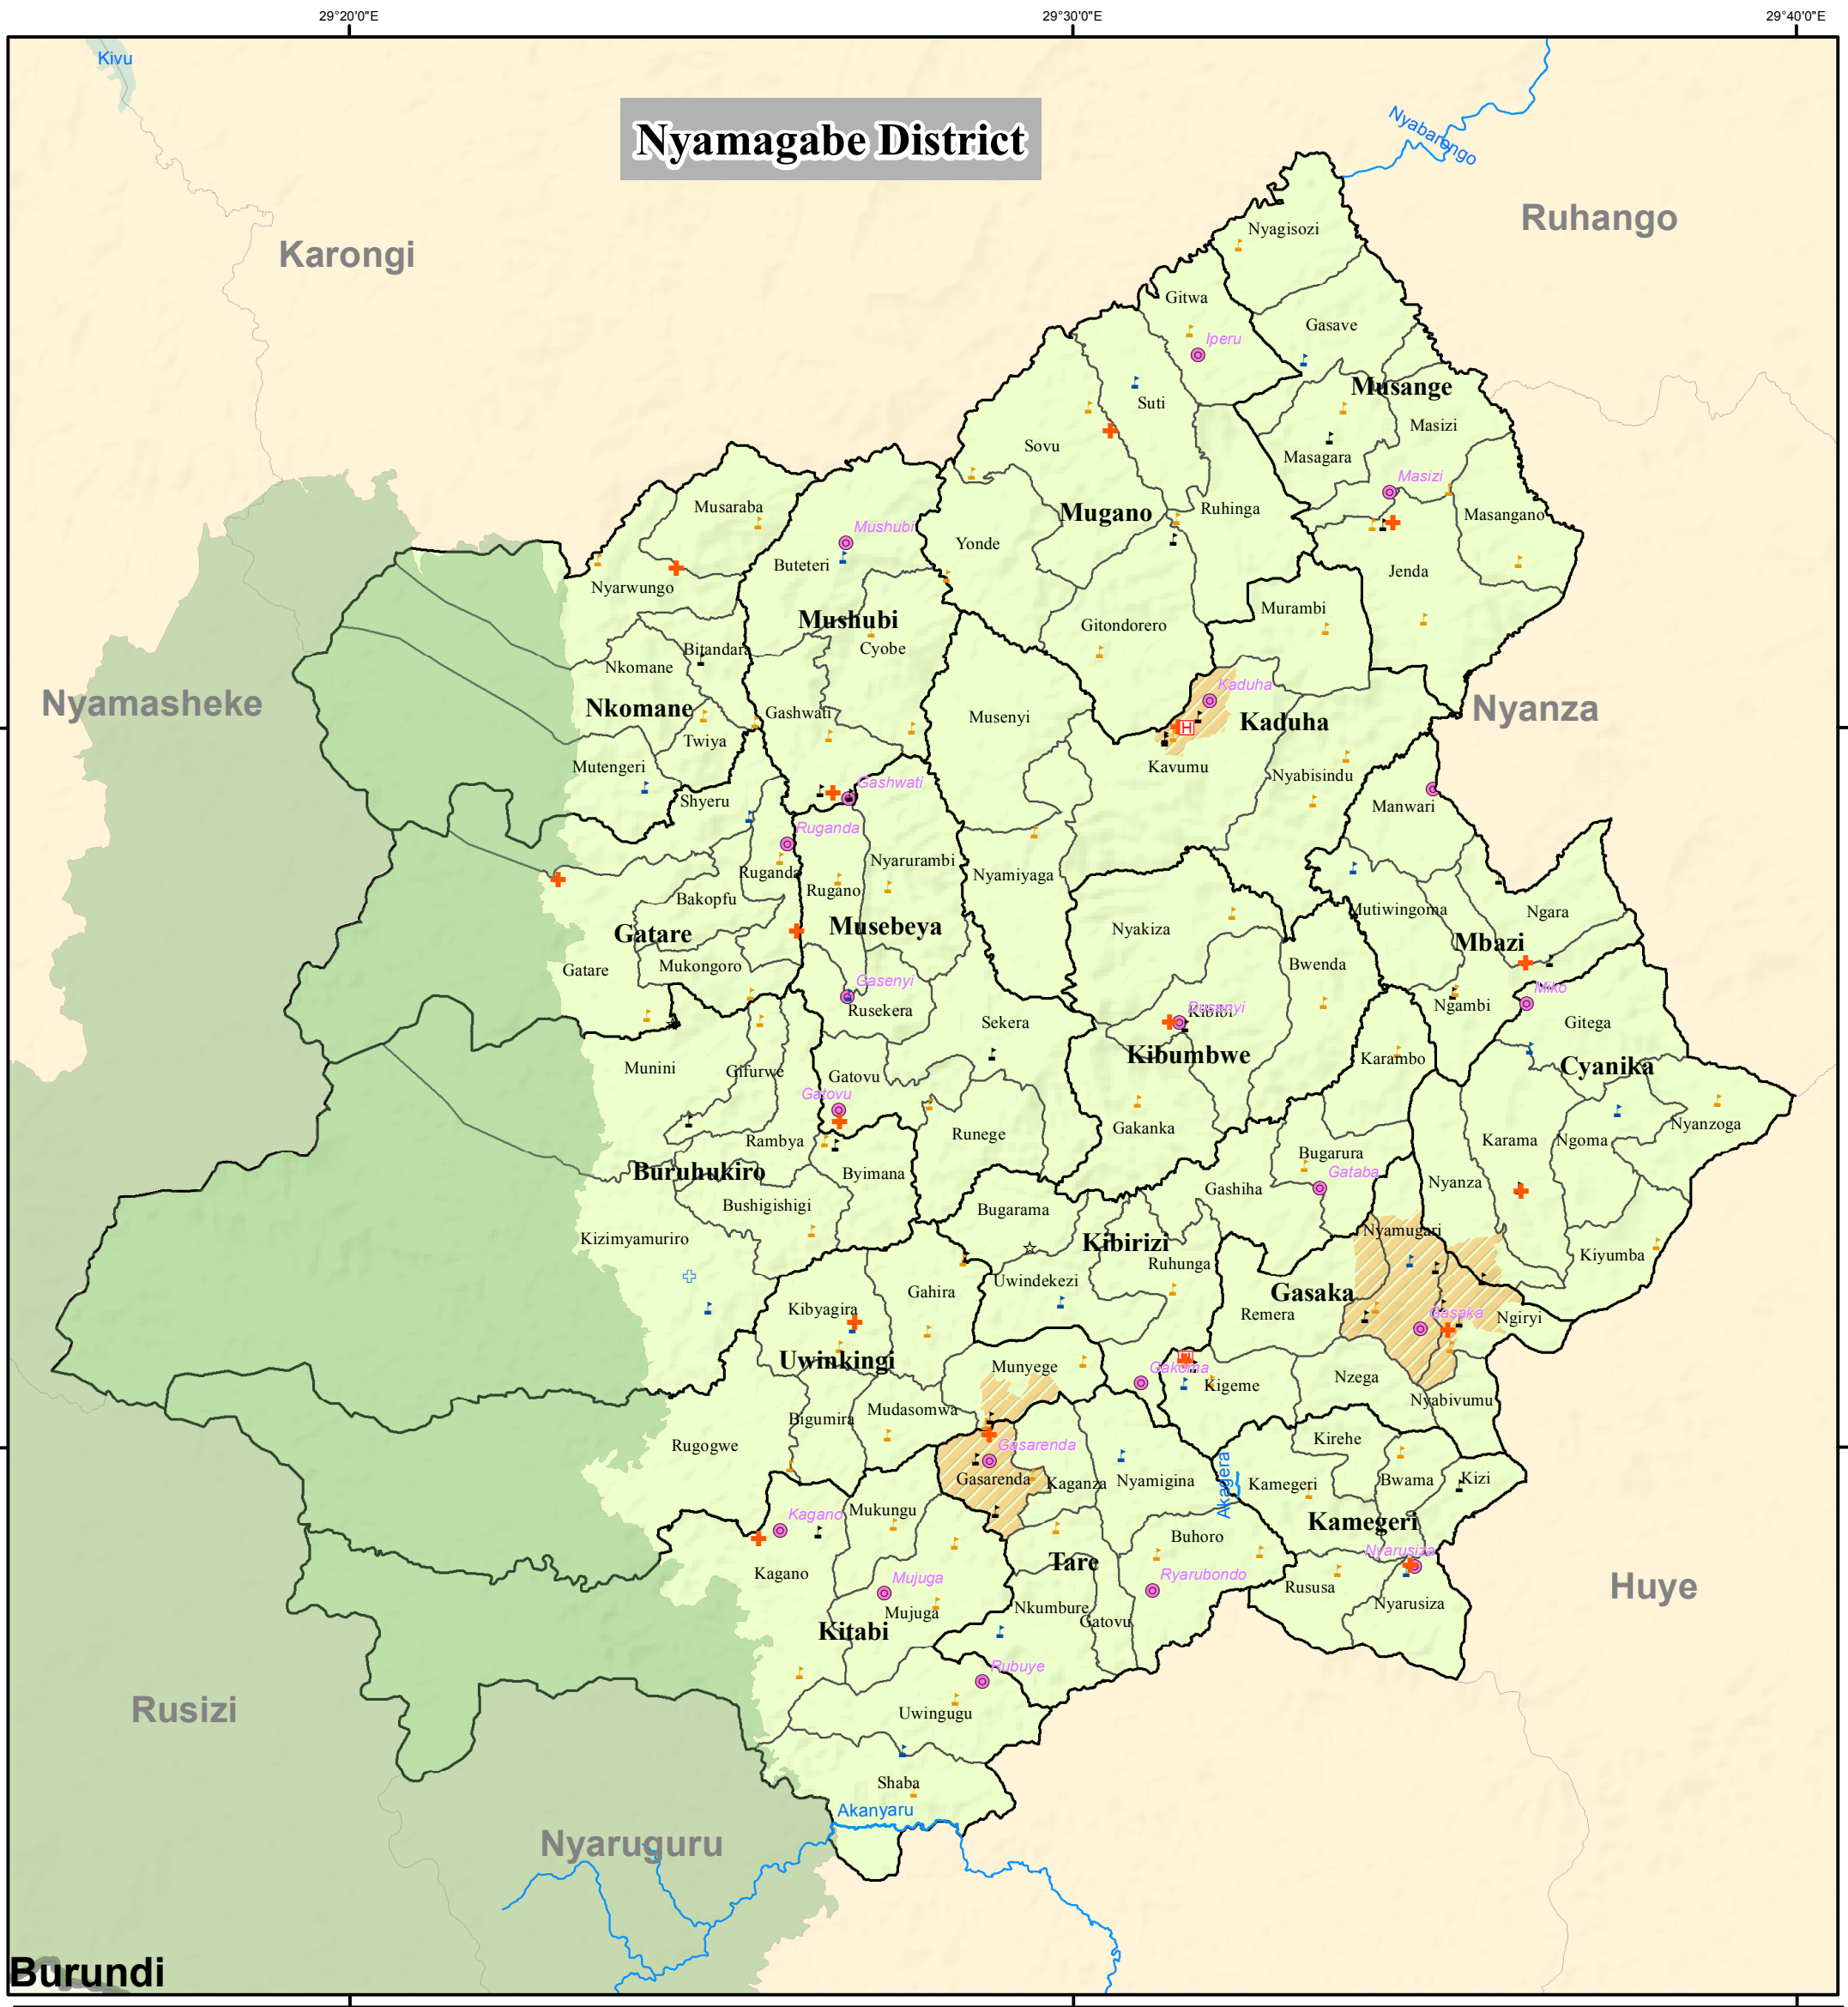 29°20'0"E
29°30'0"E
29°40'0"E
Kivu
Nyamagabe District
Nyabarongo
Ruhango
Karongi
Nyagisozi
Gitwa
Gasave
Iperu
Musange
Suti
Masizi
Sovu
Masagara
Masizi
Musaraba
Mugano
Ruhinga
Masangano
Mushubi
Yonde
Buteteri
Jenda
Nyarwungo
Murambi
Mushubi
Gitondorero
Cyobe
Bitandara
Nkomane
Kaduha
Nyamasheke
Nkomane
Gashwati
Musenyi
Kaduha
Nyanza
Twiya
Mutengeri
Kavumu
Nyabisindu
Gashwati
Shyeru
Manwari
Ruganda
Nyarurambi
Ruganda
Rugano
Nyamiyaga
Bakopfu
Mutiwingoma
Ngara
Gatare
Musebeya
Nyakiza
Mbazi
Gatare
Mukongoro
Bwenda
Gasenyi
Miko
Rusekera
Kibibi
Dusenyi
Ngambi
Sekera
Gitega
Kibumbwe
Karambo
Munini
Gifurwe
Gatovu
Cyanika
Gatovu
Rambya
Runege
Gakanka
Karama
Ngoma
Nyanzoga
Buruhukiro
Byimana
Bugarura
Gataba
Nyanza
Bushigishigi
Bugarama
Gashiha
Kizimyamuriro
Kibirizi
Nyamugari
Kiyumba
Uwindekezi
Ruhunga
Gahira
Gasaka
Kibyagira
Remera
Gasaka
Ngiryi
Uwinkingi
Munyege
Gakoma
Kigeme
Nzega
Nyabivumu
Mudasomwa
Bigumira
Rugogwe
Kirehe
Gasarenda
Gasarenda
Kaganza
Nyamigina
Akagera
Kamegeri
Bwama
Kizi
Kagano
Mukungu
Kamegeri
Buhoro
Tare
Nyarusiza
Kagano
Mujuga
Ryarubondo
Rususa
Huye
Mujuga
Nkumbure
Gatovu
Nyarusiza
Kitabi
Rubuye
Rusizi
Uwingugu
Shaba
Akanyaru
Nyaruguru
Burundi